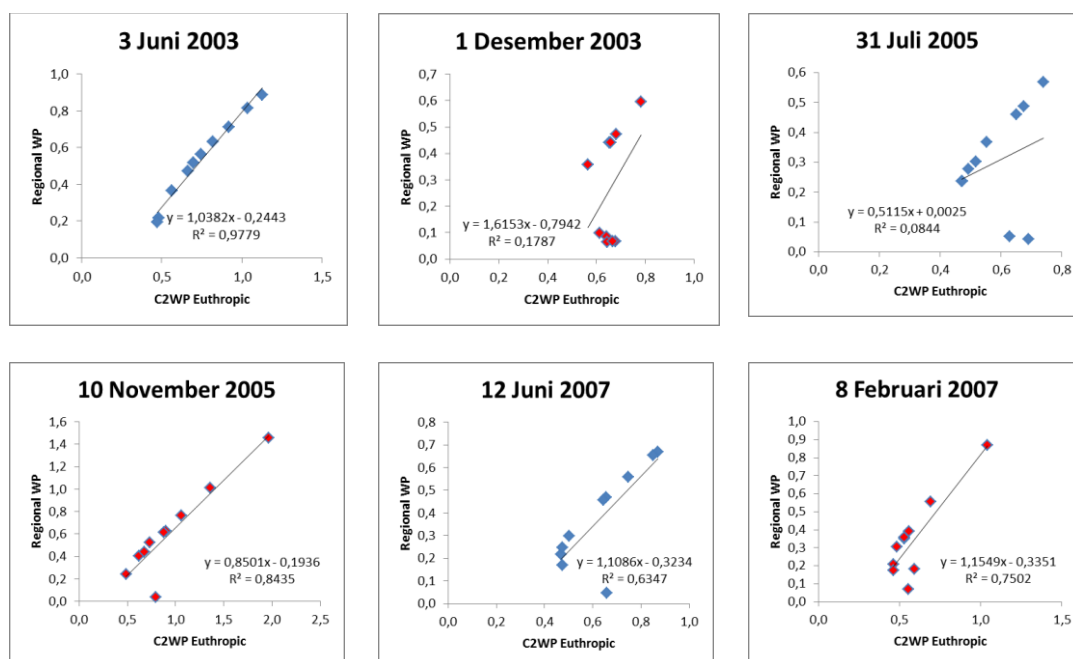 3 Juni 2003
Regional WP
1,0
0,8
0,6
0,4
0,2
0,0
y = 1,0382x - 0,2443
R² = 0,9779
0,0 0,5 1,0 1,5
C2WP Euthropic
1 Desember 2003
Regional WP
0,7
0,6
0,5
0,4
0,3
0,2
0,1
0,0
y = 1,6153x - 0,7942
R² = 0,1787
0,0 0,2 0,4 0,6 0,8 1,0
C2WP Euthropic
31 Juli 2005
Regional WP
0,6
0,5
0,4
0,3
0,2
0,1
0,0
y = 0,5115x + 0,0025
R² = 0,0844
0,0 0,2 0,4 0,6 0,8
C2WP Euthropic
10 November 2005
Regional WP
1,6
1,4
1,2
1,0
0,8
0,6
0,4
0,2
0,0
y = 0,8501x - 0,1936
R² = 0,8435
0,0 0,5 1,0 1,5 2,0 2,5
C2WP Euthropic
12 Juni 2007
Regional WP
0,8
0,7
0,6
0,5
0,4
0,3
0,2
0,1
0,0
y = 1,1086x - 0,3234
R² = 0,6347
0,0 0,2 0,4 0,6 0,8 1,0
C2WP Euthropic
8 Februari 2007
Regional WP
1,0
0,9
0,8
0,7
0,6
0,5
0,4
0,3
0,2
0,1
0,0
y = 1,1549x - 0,3351
R² = 0,7502
0,0 0,5 1,0 1,5
C2WP Euthropic